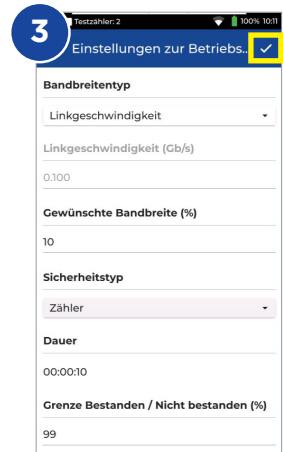 3
Testzähler: 2
100% 10:11
Einstellungen zur Betriebs..
Bandbreitentyp
Linkgeschwindigkeit
Linkgeschwindigkeit (Gb/s)
0.100
Gewünschte Bandbreite (%)
10
Sicherheitstyp
Zähler
Dauer
00:00:10
Grenze Bestanden / Nicht bestanden (%)
99